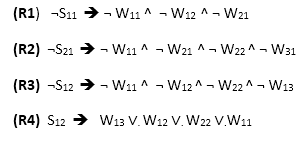 (R1) ¬S11 ➔ ¬ W11 ^ ¬ W12 ^ ¬ W21
(R2) ¬S21 ➔ ¬ W11 ^ ¬ W21 ^ ¬ W22 ^ ¬ W31
(R3) ¬S12 ➔ ¬ W11 ^ ¬ W12 ^ ¬ W22 ^ ¬ W13
(R4) S12 ➔ W13 V. W12 V. W22 V.W11